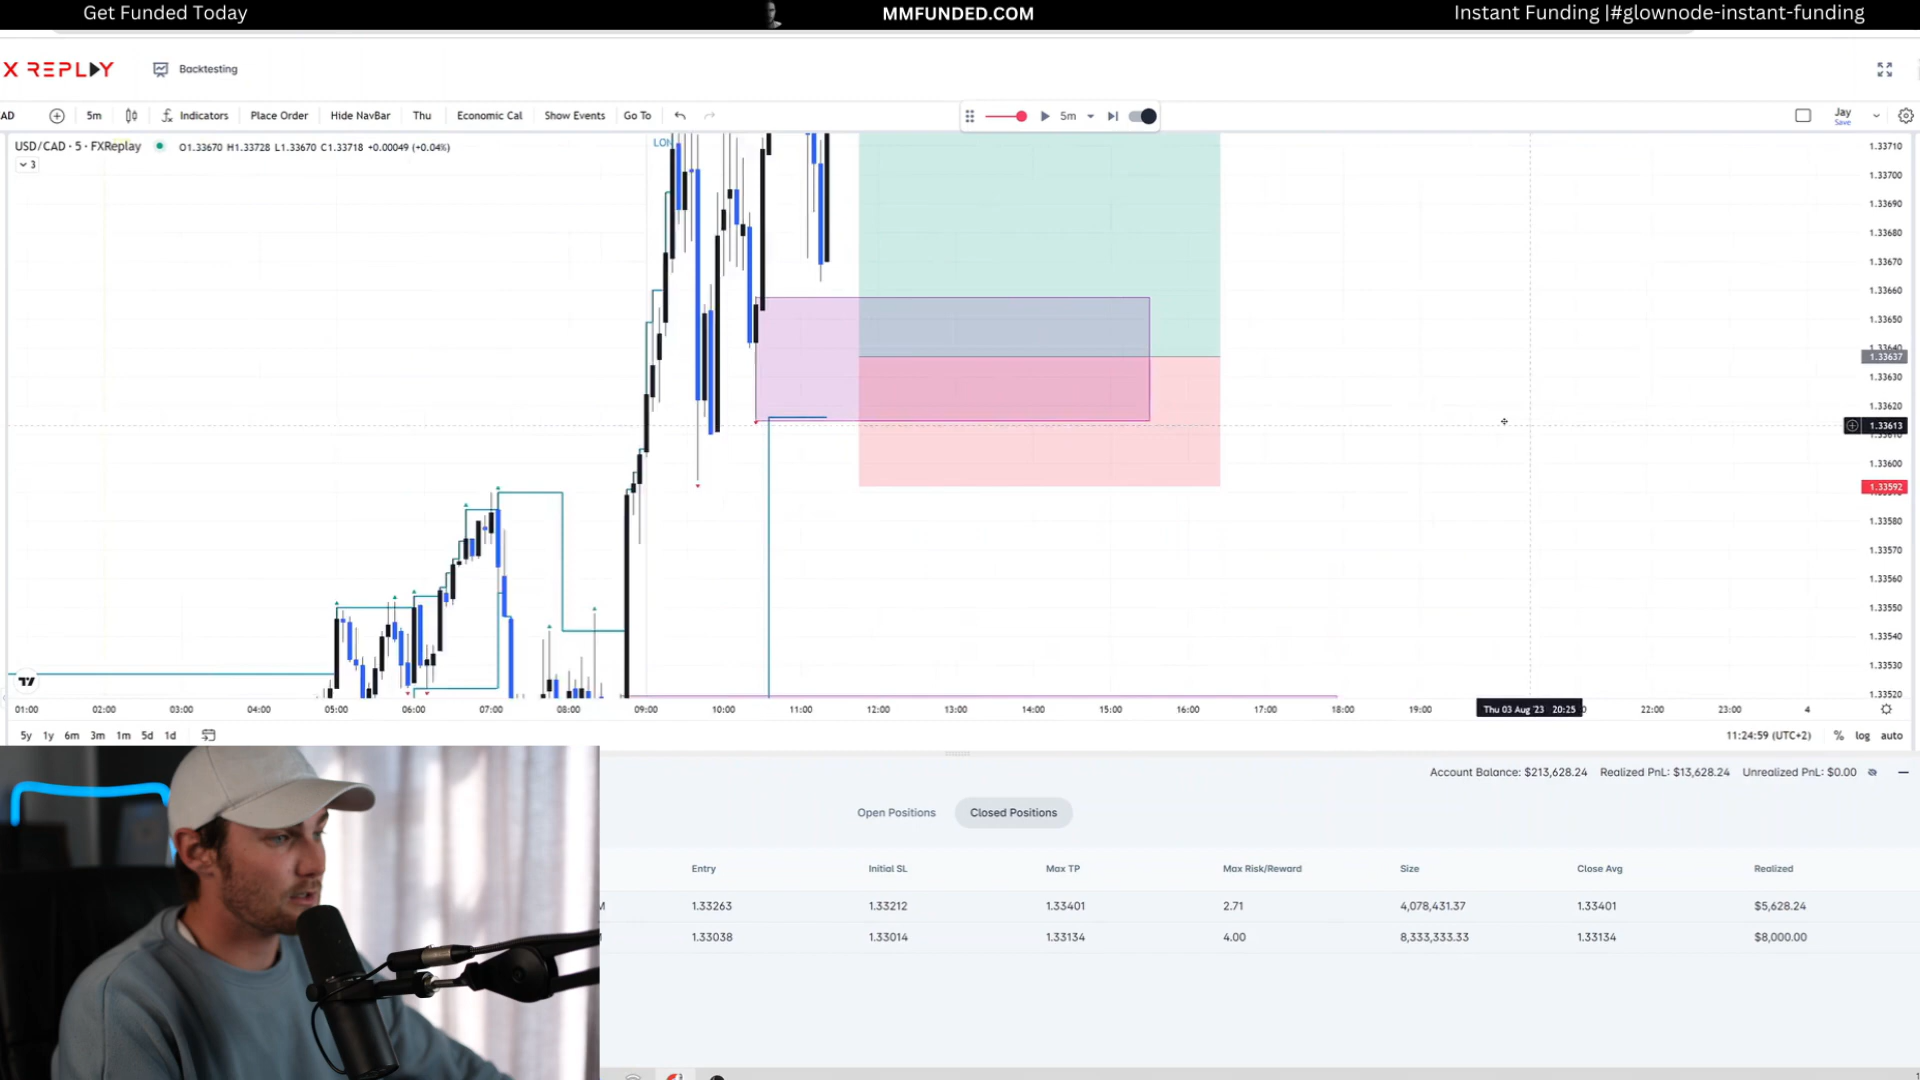 Get Funded Today
MMFUNDED.COM
Instant Funding |#glownode-instant-funding
X REPLAY
Backtesting
AD
5m
Indicators
Place Order
Hide NavBar
Thu
Economic Cal
Show Events
Go To
5m
Jay
Save
USD/CAD · 5 · FXReplay
O1.33670 H1.33728 L1.33670 C1.33718 +0.00049 (+0.04%)
3
LON
1.33710
1.33700
1.33690
1.33680
1.33670
1.33660
1.33650
1.33640
1.33637
1.33630
1.33620
1.33613
1.33610
1.33600
1.33592
1.33580
1.33570
1.33560
1.33550
1.33540
1.33530
1.33520
01:00 02:00 03:00 04:00 05:00 06:00 07:00 08:00 09:00 10:00 11:00 12:00 13:00 14:00 15:00 16:00 17:00 18:00 19:00 Thu 03 Aug '23 20:25 22:00 23:00 4
5y 1y 6m 3m 1m 5d 1d
11:24:59 (UTC+2) % log auto
Account Balance: $213,628.24 Realized PnL: $13,628.24 Unrealized PnL: $0.00
Open Positions Closed Positions
Entry Initial SL Max TP Max Risk/Reward Size Close Avg Realized
1.33263 1.33212 1.33401 2.71 4,078,431.37 1.33401 $5,628.24
1.33038 1.33014 1.33134 4.00 8,333,333.33 1.33134 $8,000.00